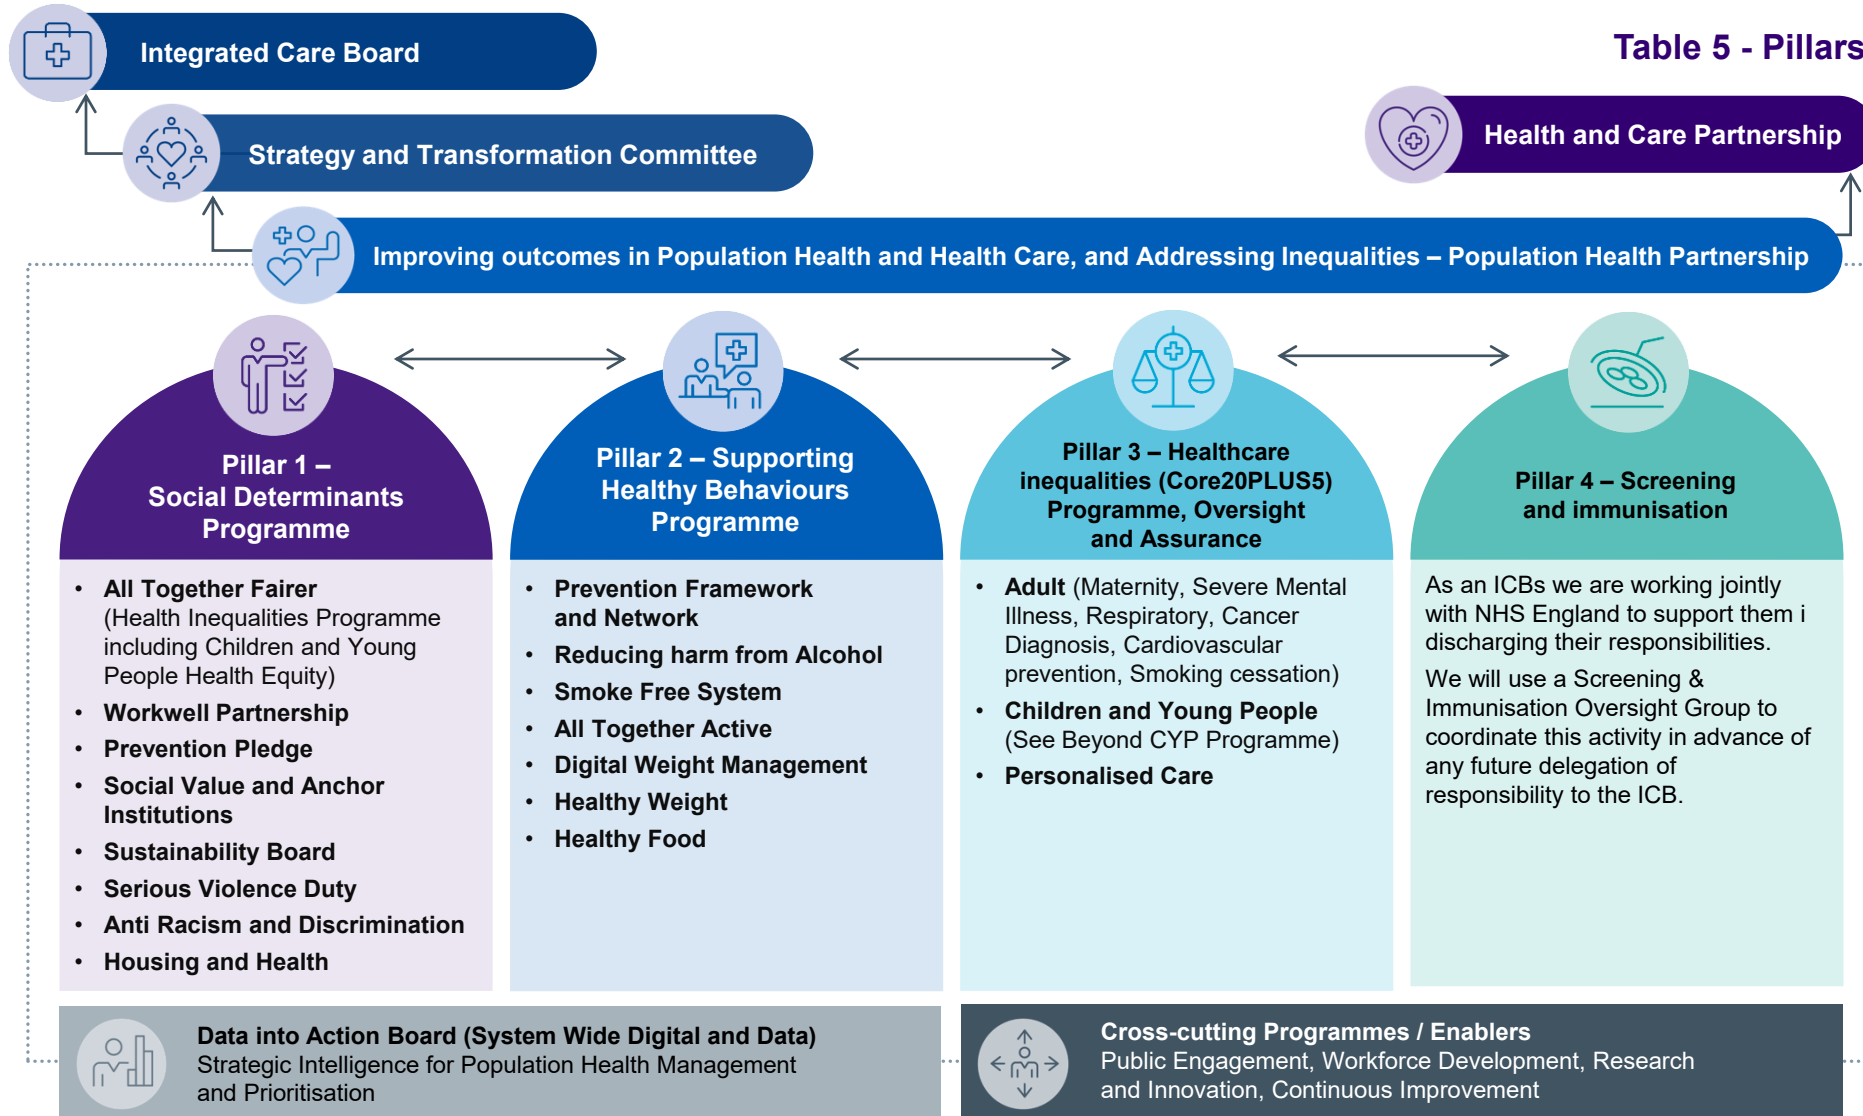 Integrated Care Board
Table 5 - Pillars
Strategy and Transformation Committee
Health and Care Partnership
Improving outcomes in Population Health and Health Care, and Addressing Inequalities – Population Health Partnership
Pillar 1 –
Social Determinants
Programme
• All Together Fairer
(Health Inequalities Programme
including Children and Young
People Health Equity)
• Workwell Partnership
• Prevention Pledge
• Social Value and Anchor
Institutions
• Sustainability Board
• Serious Violence Duty
• Anti Racism and Discrimination
• Housing and Health
Pillar 2 – Supporting
Healthy Behaviours
Programme
• Prevention Framework
and Network
• Reducing harm from Alcohol
• Smoke Free System
• All Together Active
• Digital Weight Management
• Healthy Weight
• Healthy Food
Pillar 3 – Healthcare
inequalities (Core20PLUS5)
Programme, Oversight
and Assurance
• Adult (Maternity, Severe Mental
Illness, Respiratory, Cancer
Diagnosis, Cardiovascular
prevention, Smoking cessation)
• Children and Young People
(See Beyond CYP Programme)
• Personalised Care
Pillar 4 – Screening
and immunisation
As an ICBs we are working jointly
with NHS England to support them i
discharging their responsibilities.
We will use a Screening &
Immunisation Oversight Group to
coordinate this activity in advance of
any future delegation of
responsibility to the ICB.
Data into Action Board (System Wide Digital and Data)
Strategic Intelligence for Population Health Management
and Prioritisation
Cross-cutting Programmes / Enablers
Public Engagement, Workforce Development, Research
and Innovation, Continuous Improvement